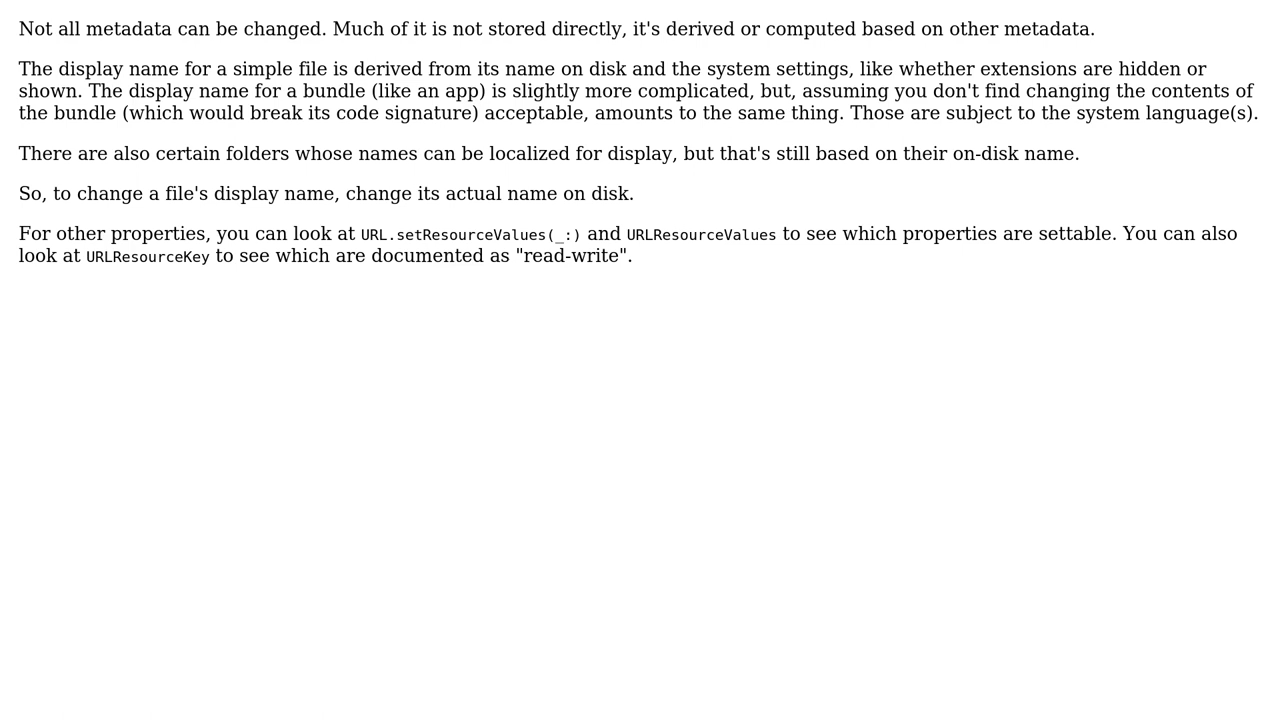 Not all metadata can be changed. Much of it is not stored directly, it's derived or computed based on other metadata.
The display name for a simple file is derived from its name on disk and the system settings, like whether extensions are hidden or
shown. The display name for a bundle (like an app) is slightly more complicated, but, assuming you don't find changing the contents of
the bundle (which would break its code signature) acceptable, amounts to the same thing. Those are subject to the system language(s).
There are also certain folders whose names can be localized for display, but that's still based on their on-disk name.
So, to change a file's display name, change its actual name on disk.
For other properties, you can look at URL.setResourceValues(_:) and URLResourceValues to see which properties are settable. You can also
look at URLResourceKey to see which are documented as "read-write".